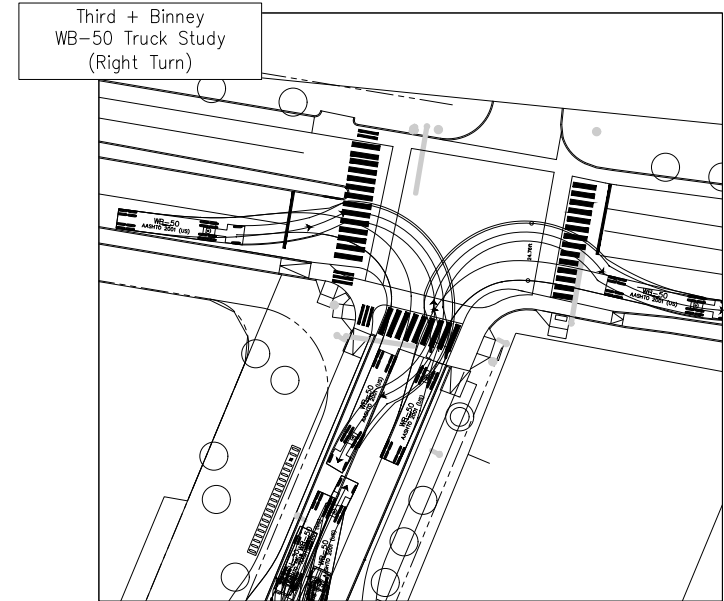 Third + Binney
WB-50 Truck Study
(Right Turn)
WB-50
AASHTO 2001 (US)
WB-50
AASHTO 2001 (US)
WB-50
AASHTO 2001 (US)
WB-50
AASHTO 2001 (US)